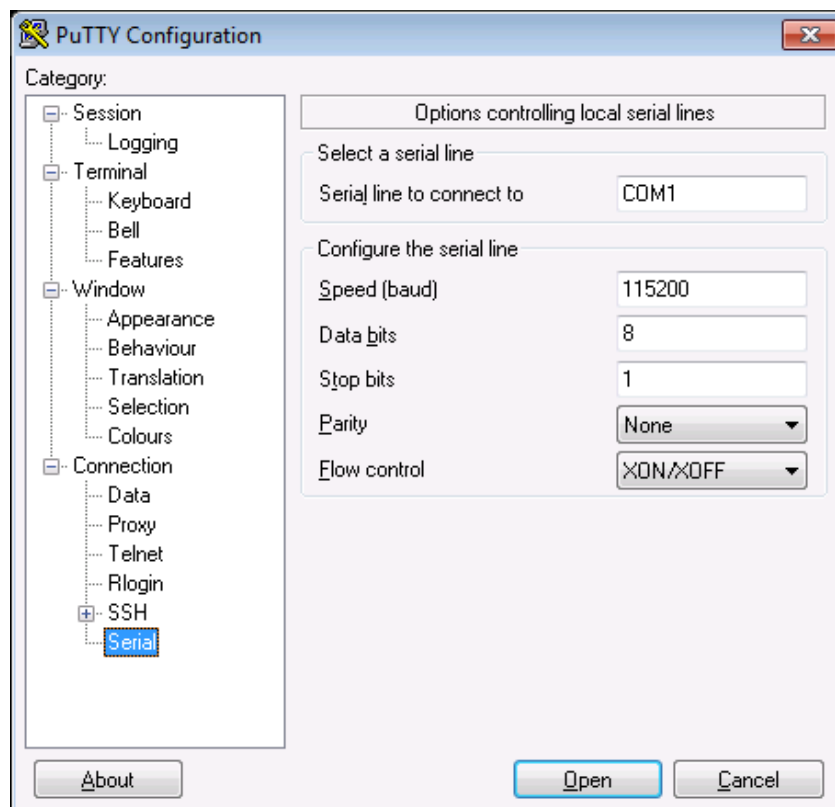 PuTTY Configuration
Category:
Session
Logging
Terminal
Keyboard
Bell
Features
Window
Appearance
Behaviour
Translation
Selection
Colours
Connection
Data
Proxy
Telnet
Rlogin
SSH
Serial
Options controlling local serial lines
Select a serial line
Serial line to connect to COM1
Configure the serial line
Speed (baud) 115200
Data bits 8
Stop bits 1
Parity None
Flow control XON/XOFF
About Open Cancel